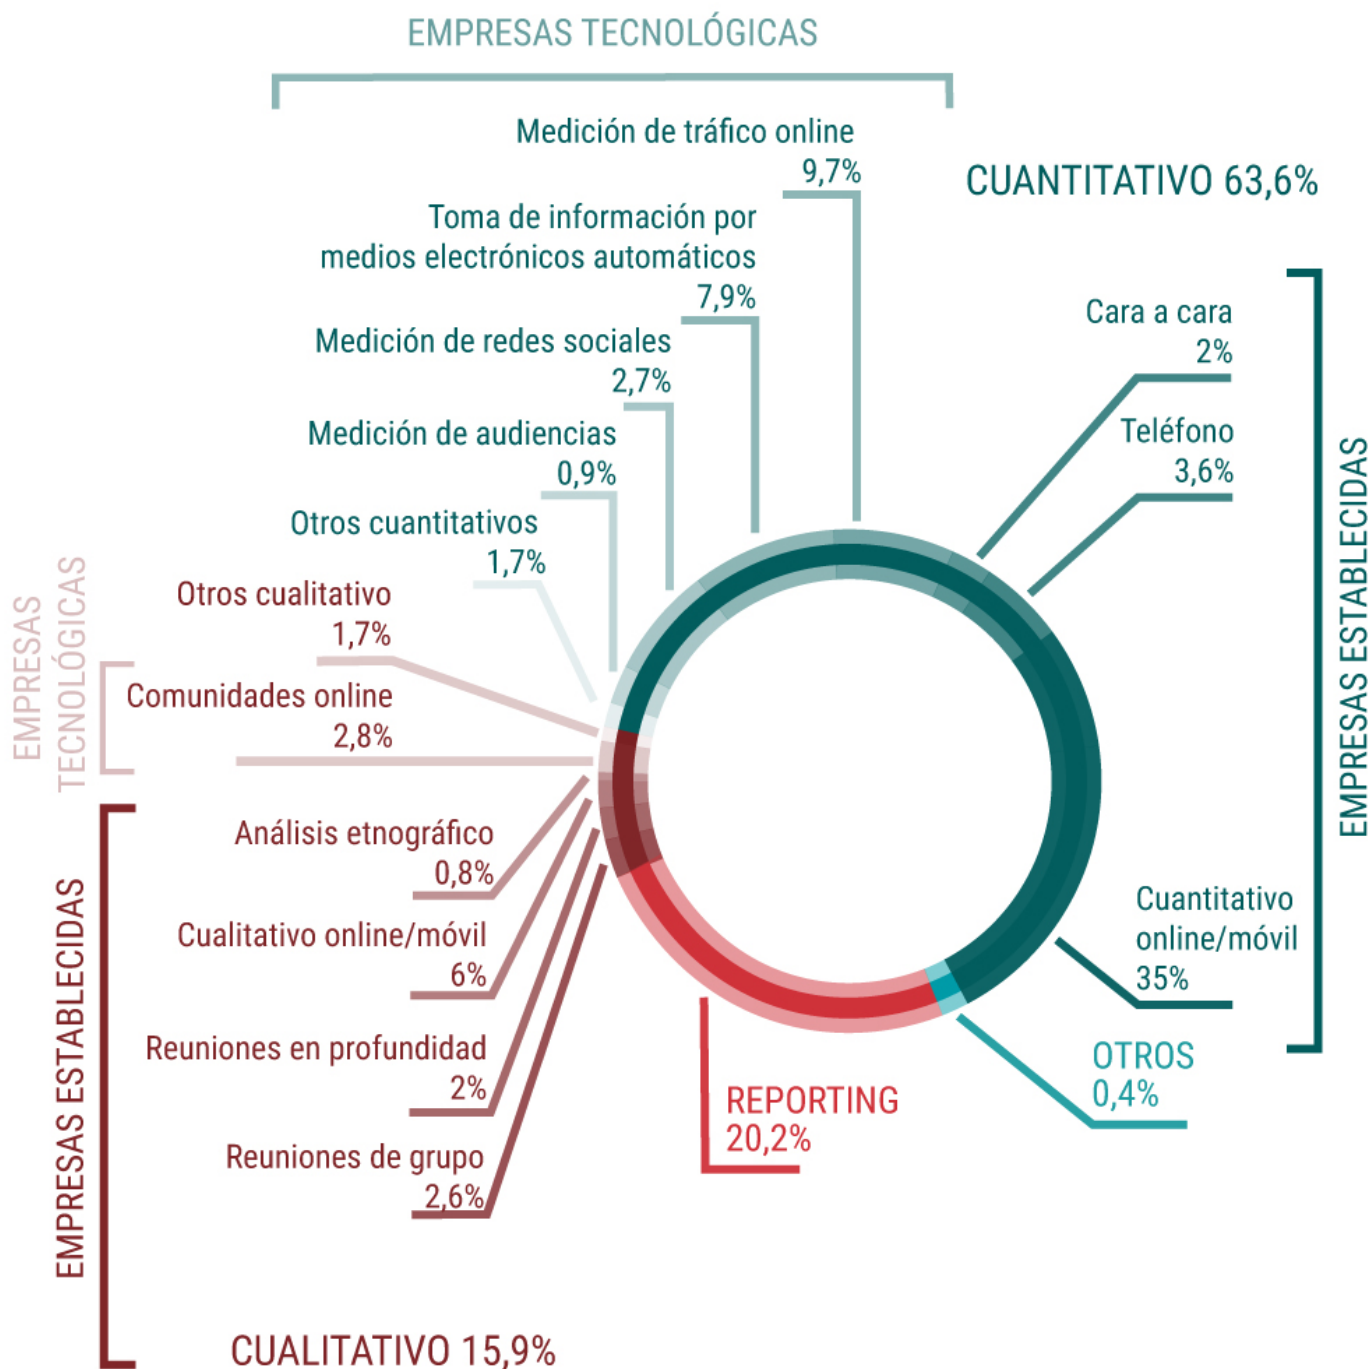 EMPRESAS TECNOLÓGICAS
Medición de tráfico online
9,7%
CUANTITATIVO 63,6%
Toma de información por
medios electrónicos automáticos
7,9%
Medición de redes sociales
2,7%
Medición de audiencias
0,9%
Otros cuantitativos
1,7%
Cara a cara
2%
Teléfono
3,6%
EMPRESAS ESTABLECIDAS
Cuantitativo
online/móvil
35%
OTROS
0,4%
REPORTING
20,2%
EMPRESAS
TECNOLÓGICAS
Otros cualitativo
1,7%
Comunidades online
2,8%
EMPRESAS ESTABLECIDAS
Análisis etnográfico
0,8%
Cualitativo online/móvil
6%
Reuniones en profundidad
2%
Reuniones de grupo
2,6%
CUALITATIVO 15,9%